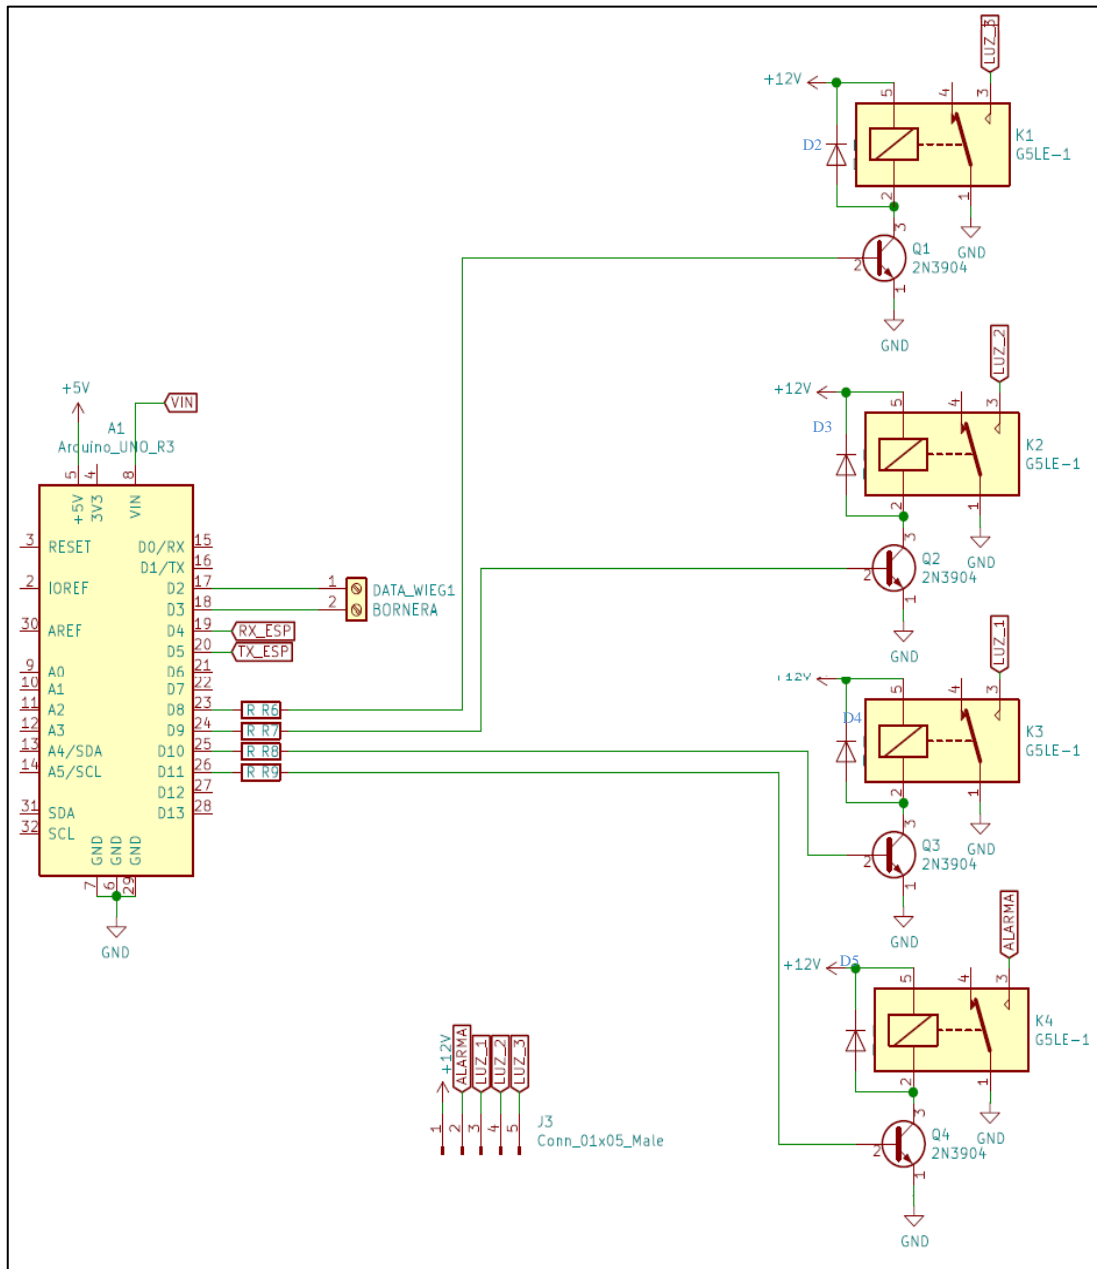 LUZ_3
+12V
5
4
3
D2
K1
G5LE-1
2
1
GND
3
Q1
2N3904
2
1
GND
LUZ_2
+12V
5
4
3
D3
K2
G5LE-1
2
1
GND
3
Q2
2N3904
2
1
GND
LUZ_1
+12V
5
4
3
D4
K3
G5LE-1
2
1
GND
3
Q3
2N3904
2
1
GND
ALARMA
+12V
D5
5
4
3
K4
G5LE-1
2
1
GND
3
Q4
2N3904
2
1
GND
+5V
VIN
A1
Arduino_UNO_R3
5
4
8
+5V
3V3
VIN
3 RESET D0/RX 15
D1/TX 16
2 IOREF D2 17
D3 18
30 AREF D4 19
D5 20
9 A0 D6 21
10 A1 D7 22
11 A2 D8 23
12 A3 D9 24
13 A4/SDA D10 25
14 A5/SCL D11 26
D12 27
31 SDA D13 28
32 SCL
GND GND GND
7 6 29
GND
1 DATA_WIEG1
2 BORNERA
RX_ESP
TX_ESP
R R6
R R7
R R8
R R9
+12V
ALARMA
LUZ_1
LUZ_2
LUZ_3
1 2 3 4 5
J3
Conn_01x05_Male